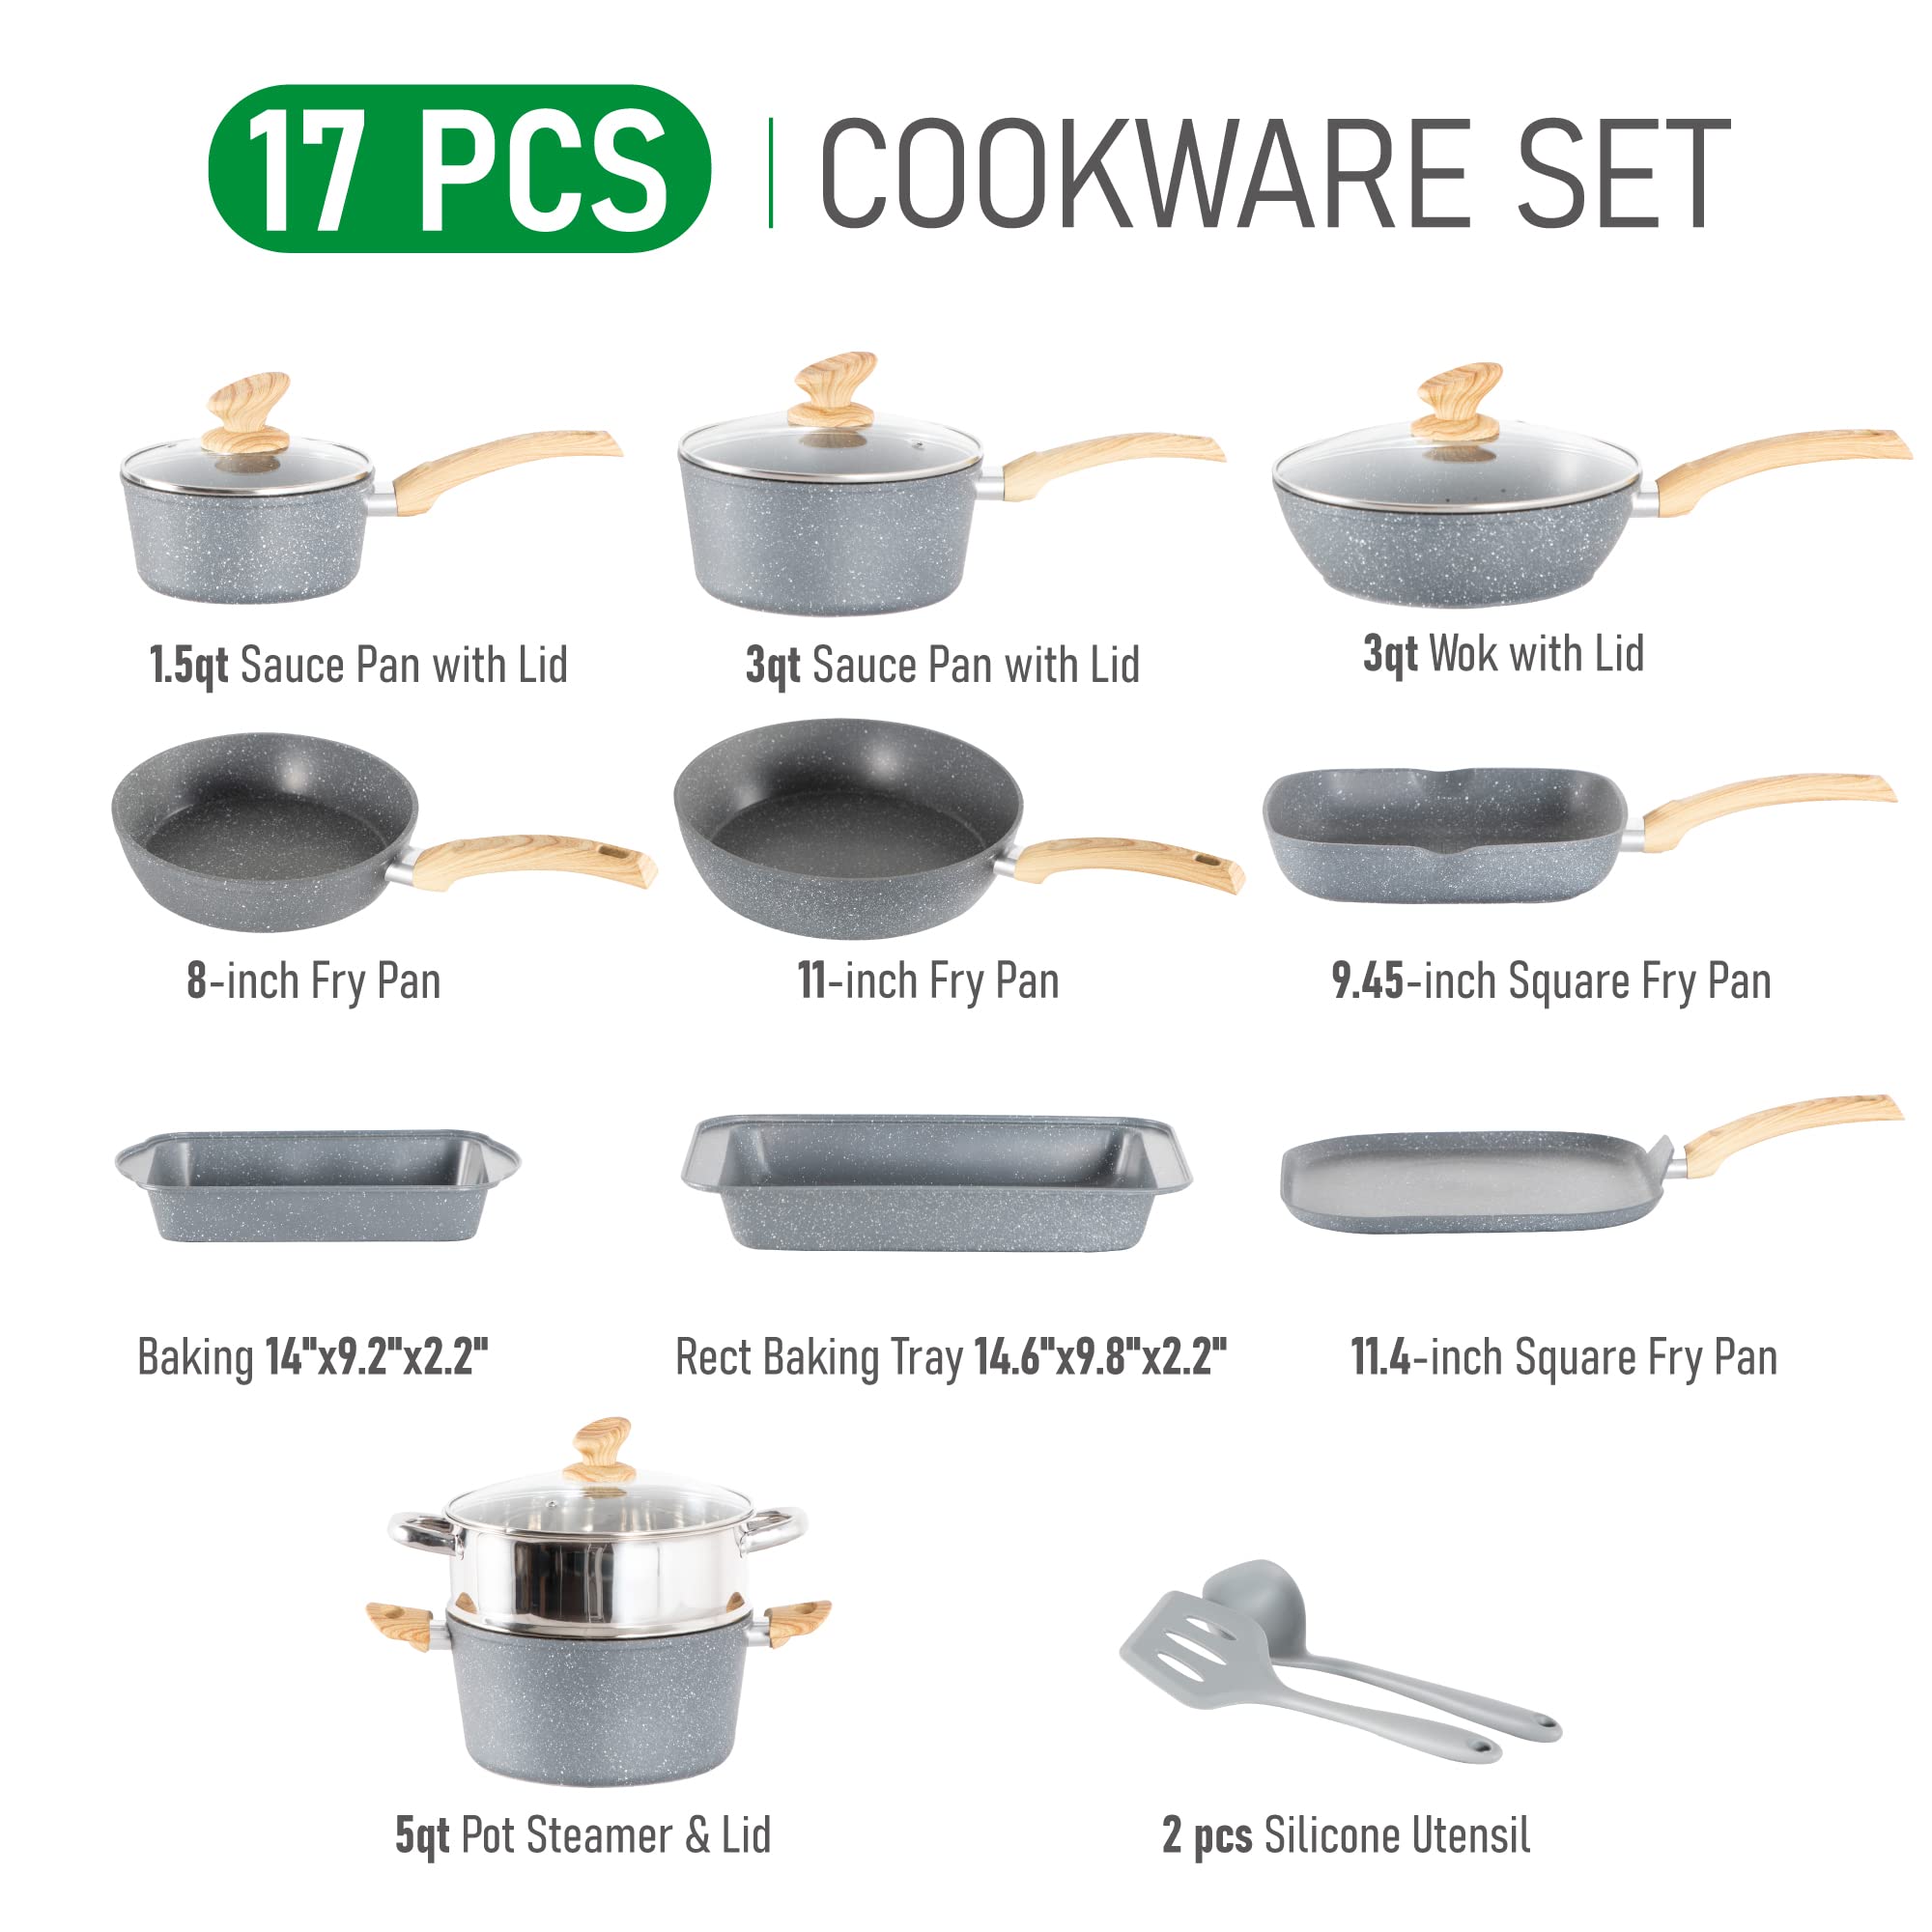 17 PCS | COOKWARE SET
1.5qt Sauce Pan with Lid
3qt Sauce Pan with Lid
3qt Wok with Lid
8-inch Fry Pan
11-inch Fry Pan
9.45-inch Square Fry Pan
Baking 14"x9.2"x2.2"
Rect Baking Tray 14.6"x9.8"x2.2"
11.4-inch Square Fry Pan
5qt Pot Steamer & Lid
2 pcs Silicone Utensil